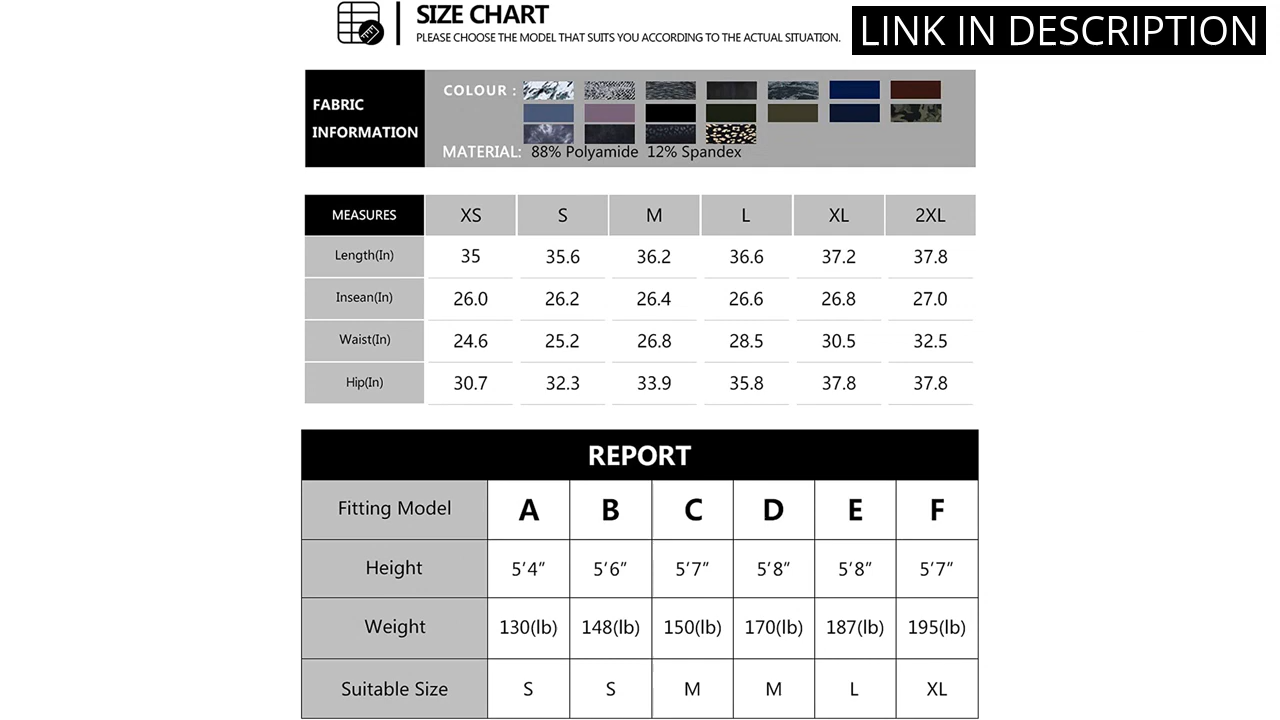 SIZE CHART
PLEASE CHOOSE THE MODEL THAT SUITS YOU ACCORDING TO THE ACTUAL SITUATION.
LINK IN DESCRIPTION
FABRIC
INFORMATION
COLOUR :
MATERIAL: 88% Polyamide 12% Spandex
MEASURES XS S M L XL 2XL
Length(In) 35 35.6 36.2 36.6 37.2 37.8
Insean(In) 26.0 26.2 26.4 26.6 26.8 27.0
Waist(In) 24.6 25.2 26.8 28.5 30.5 32.5
Hip(In) 30.7 32.3 33.9 35.8 37.8 37.8
REPORT
Fitting Model A B C D E F
Height 5'4" 5'6" 5'7" 5'8" 5'8" 5'7"
Weight 130(lb) 148(lb) 150(lb) 170(lb) 187(lb) 195(lb)
Suitable Size S S M M L XL